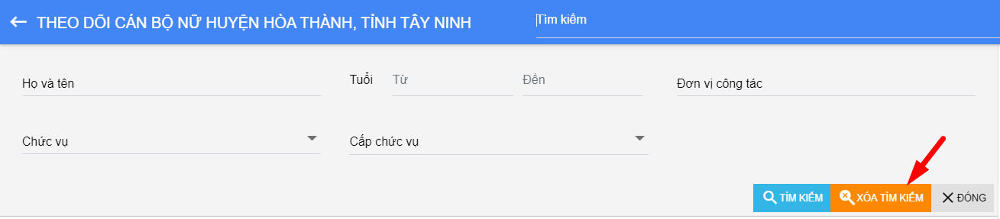 THEO DÕI CÁN BỘ NỮ HUYỆN HÒA THÀNH, TỈNH TÂY NINH
Tìm kiếm
Họ và tên
Tuổi Từ Đến
Đơn vị công tác
Chức vụ
Cấp chức vụ
TÌM KIẾM
XÓA TÌM KIẾM
ĐÓNG